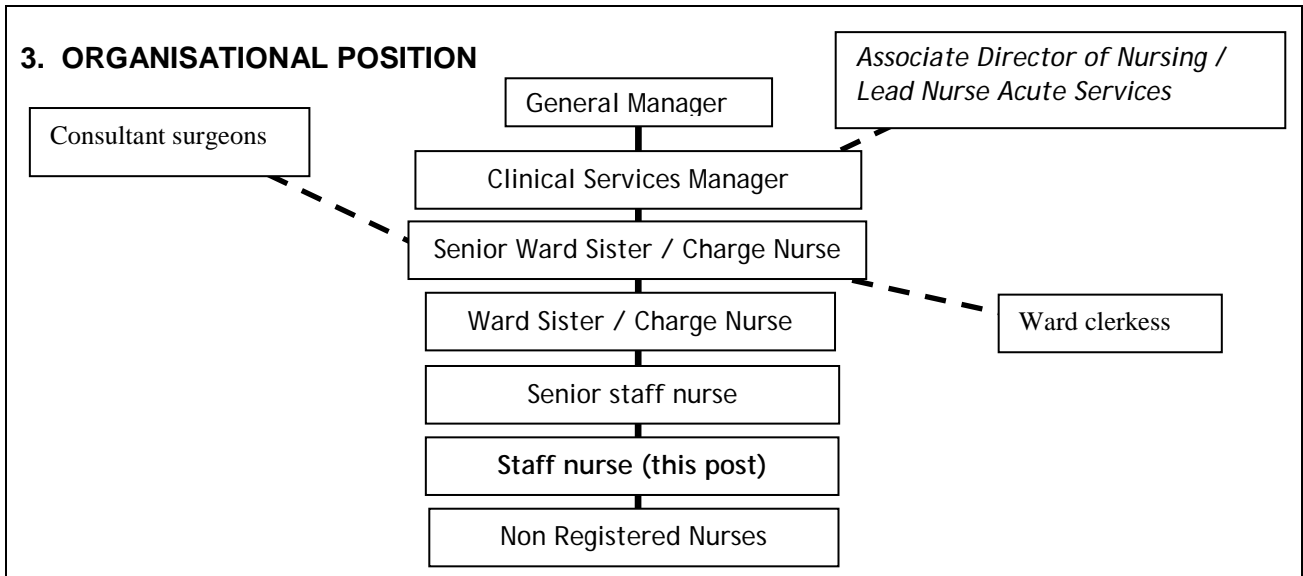 3. ORGANISATIONAL POSITION
Associate Director of Nursing /
Lead Nurse Acute Services
General Manager
Consultant surgeons
Clinical Services Manager
Senior Ward Sister / Charge Nurse
Ward Sister / Charge Nurse
Ward clerkess
Senior staff nurse
Staff nurse (this post)
Non Registered Nurses